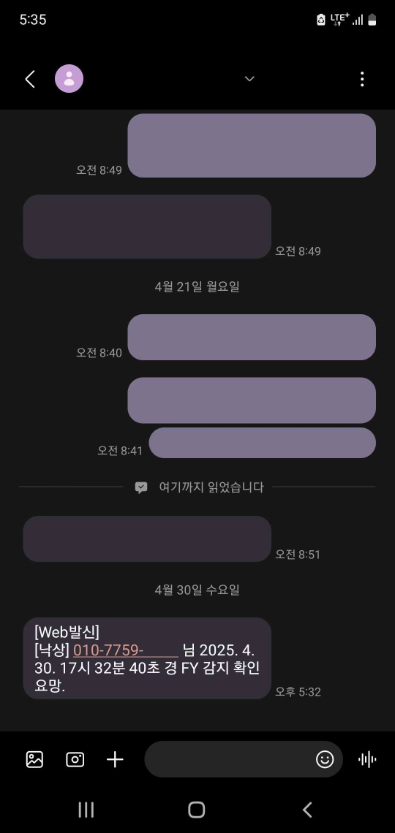 5:35
LTE+
오전 8:49
오전 8:49
4월 21일 월요일
오전 8:40
오전 8:41
여기까지 읽었습니다
오전 8:51
4월 30일 수요일
[Web발신]
[낙상] 010-7759-____ 님 2025. 4.
30. 17시 32분 40초 경 FY 감지 확인
요망.
오후 5:32